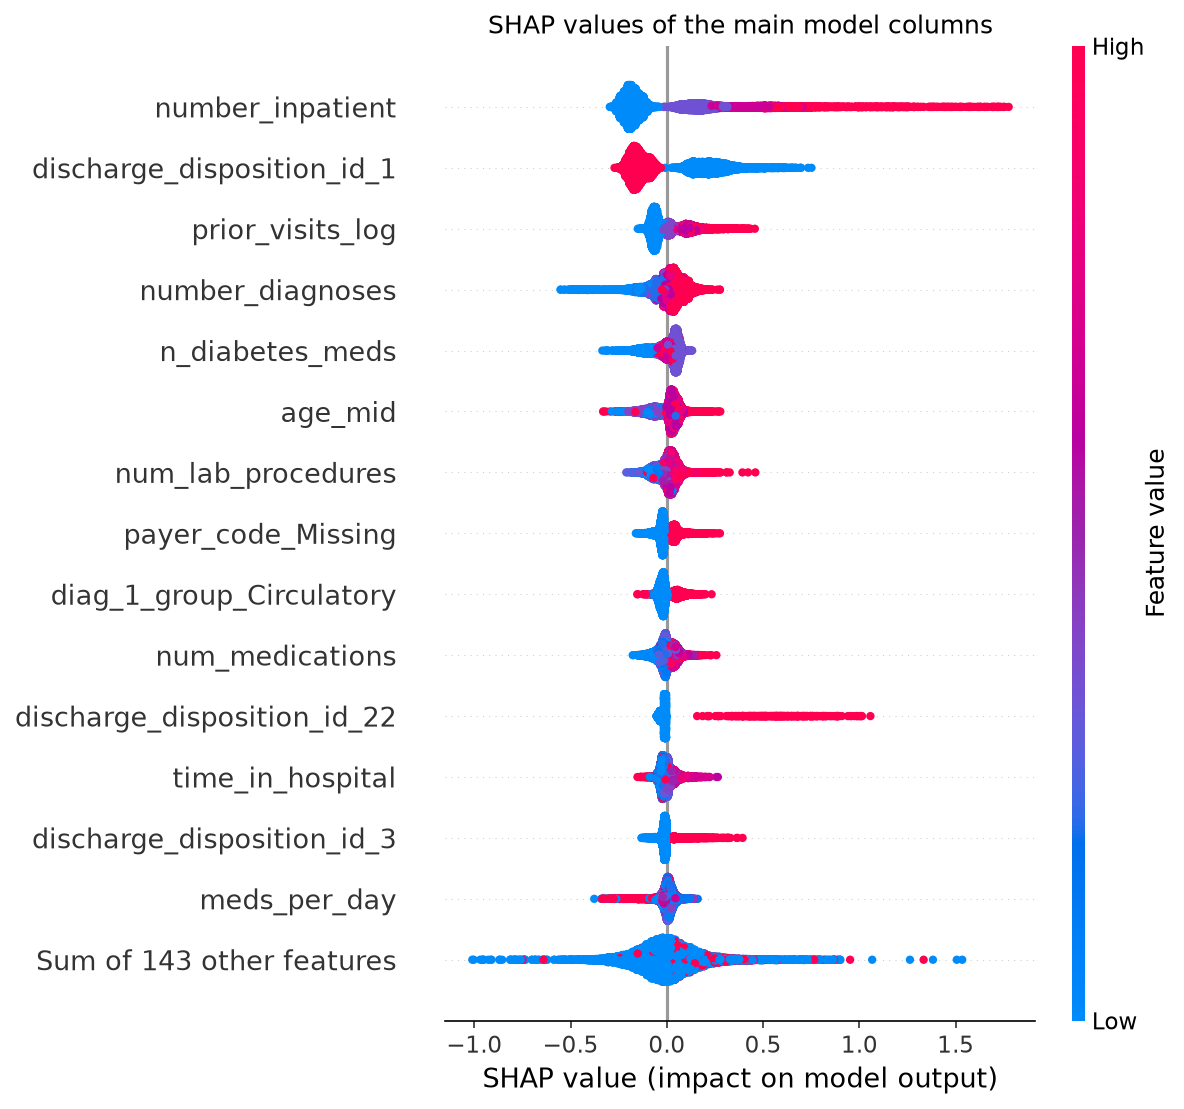 SHAP values of the main model columns
High
number_inpatient
discharge_disposition_id_1
prior_visits_log
number_diagnoses
n_diabetes_meds
age_mid
num_lab_procedures
payer_code_Missing
diag_1_group_Circulatory
num_medications
discharge_disposition_id_22
time_in_hospital
discharge_disposition_id_3
meds_per_day
Sum of 143 other features
Feature value
Low
−1.0 −0.5 0.0 0.5 1.0 1.5
SHAP value (impact on model output)